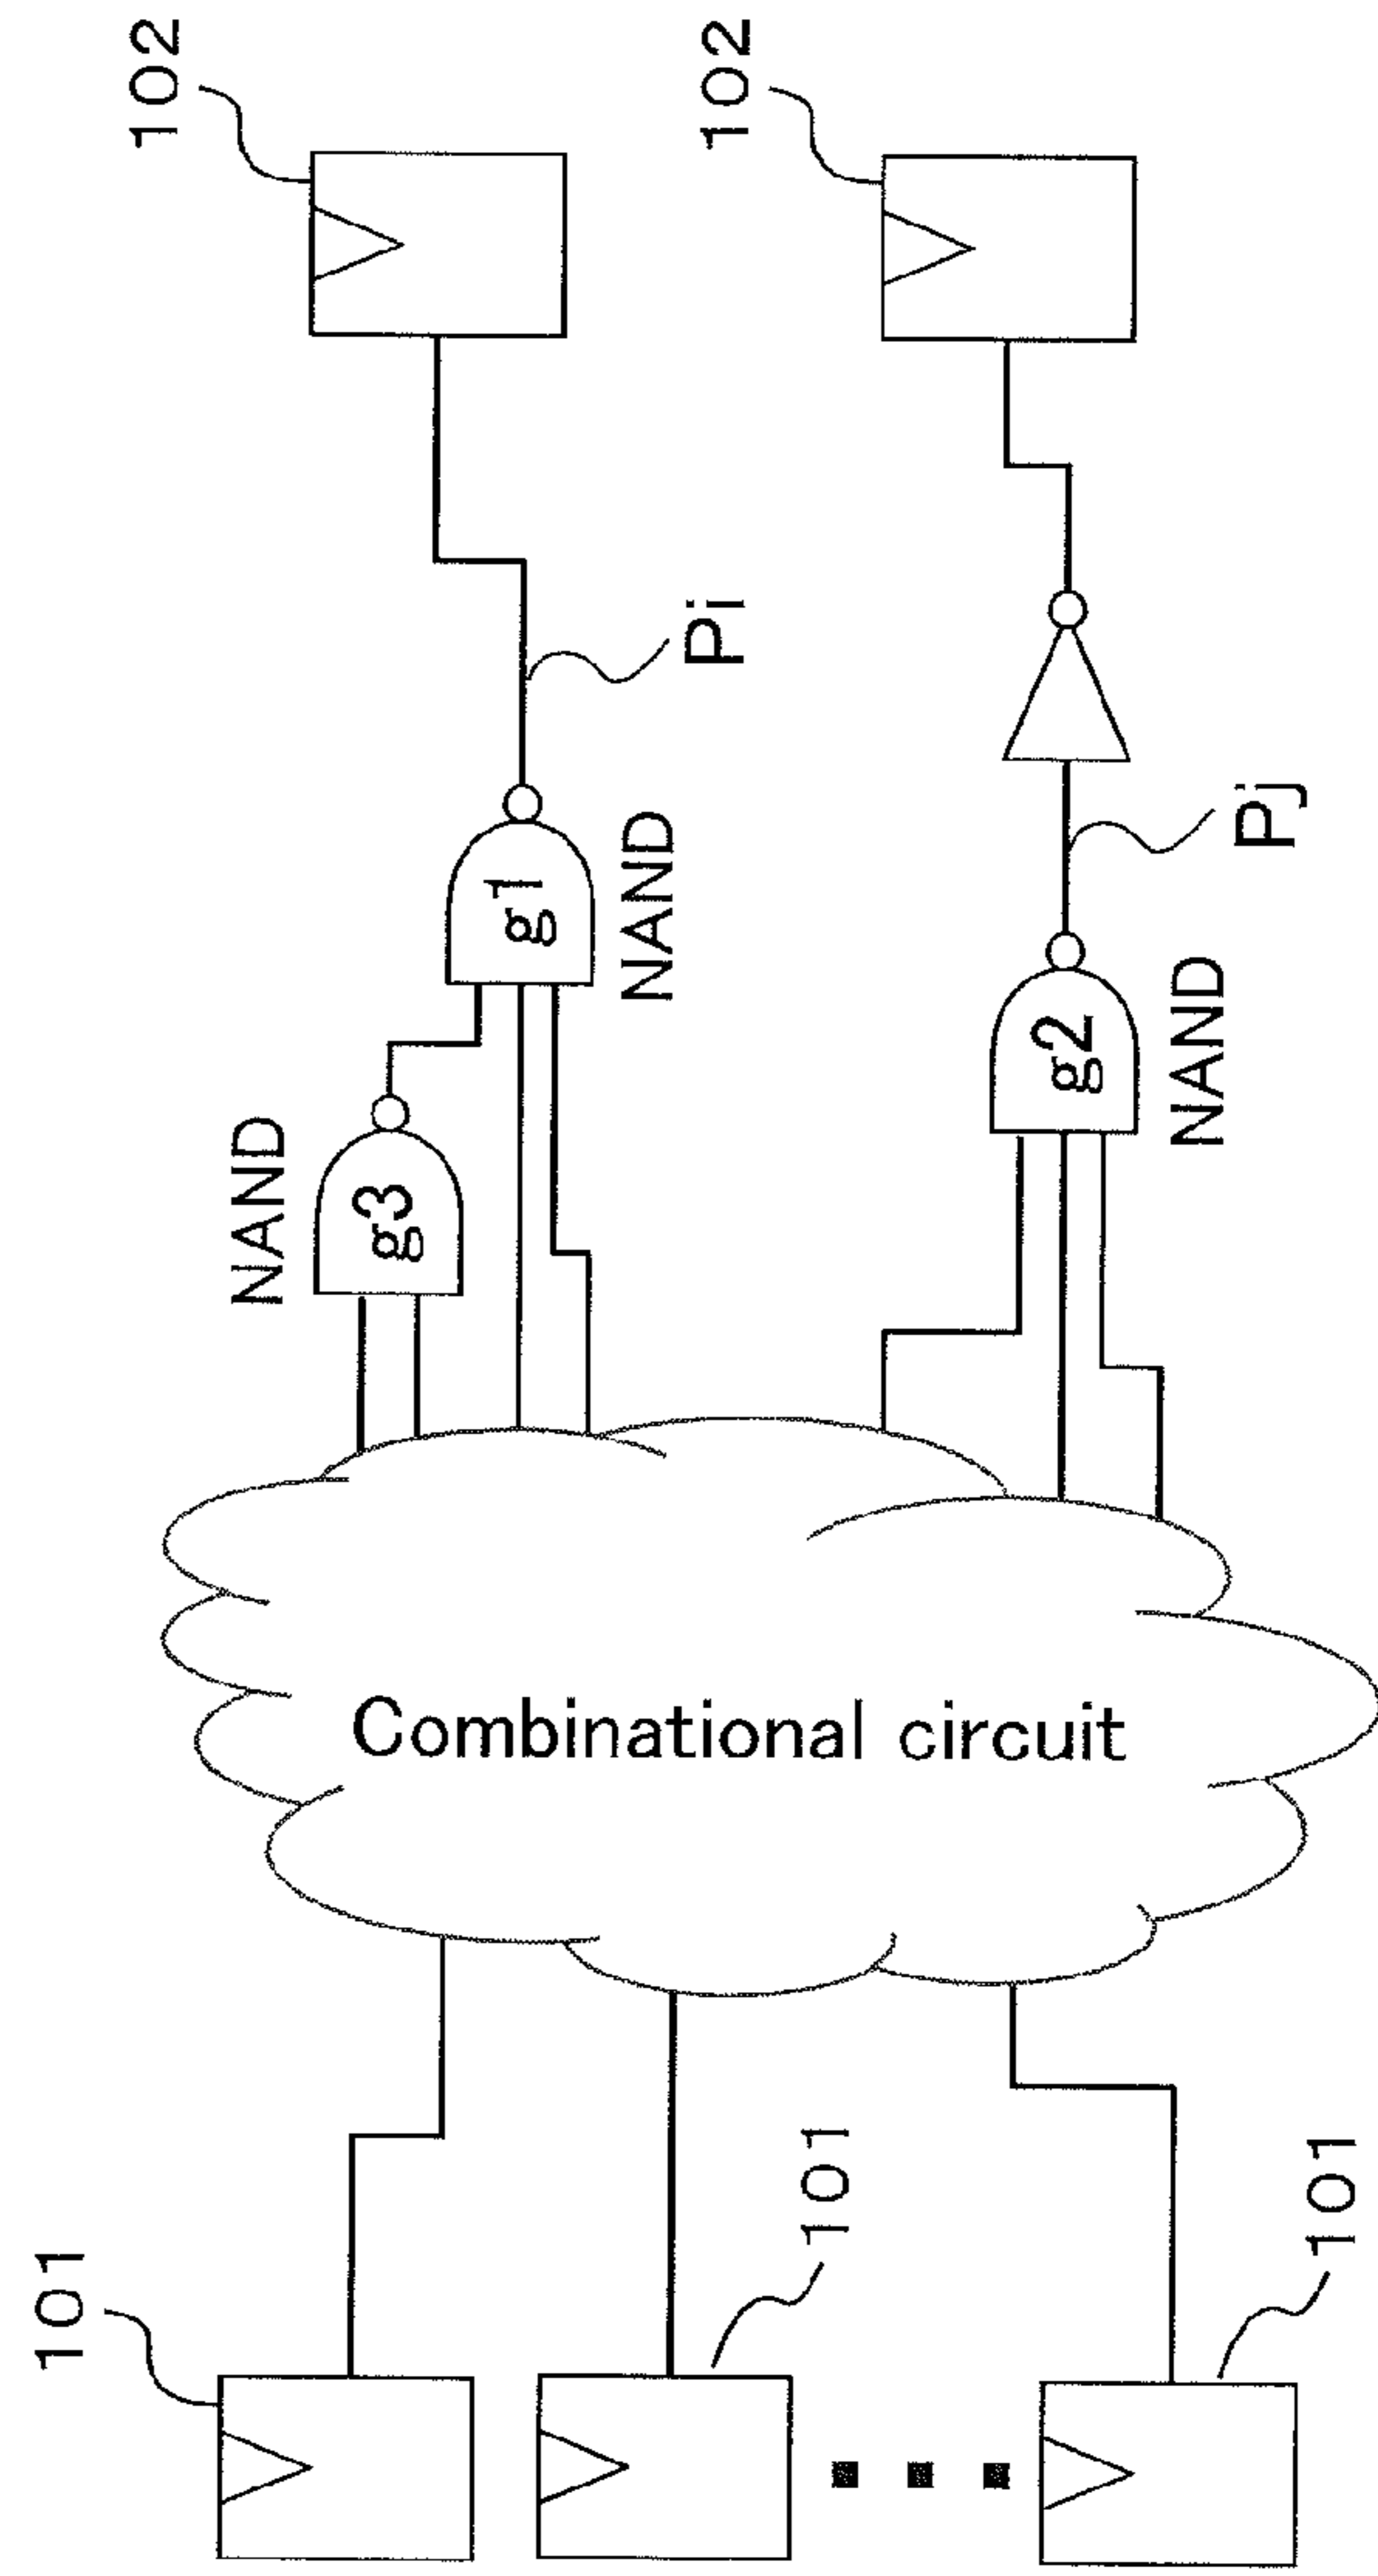 102
102
Pi
g1
NAND
Pj
g3
NAND
g2
NAND
Combinational circuit
101
101
101